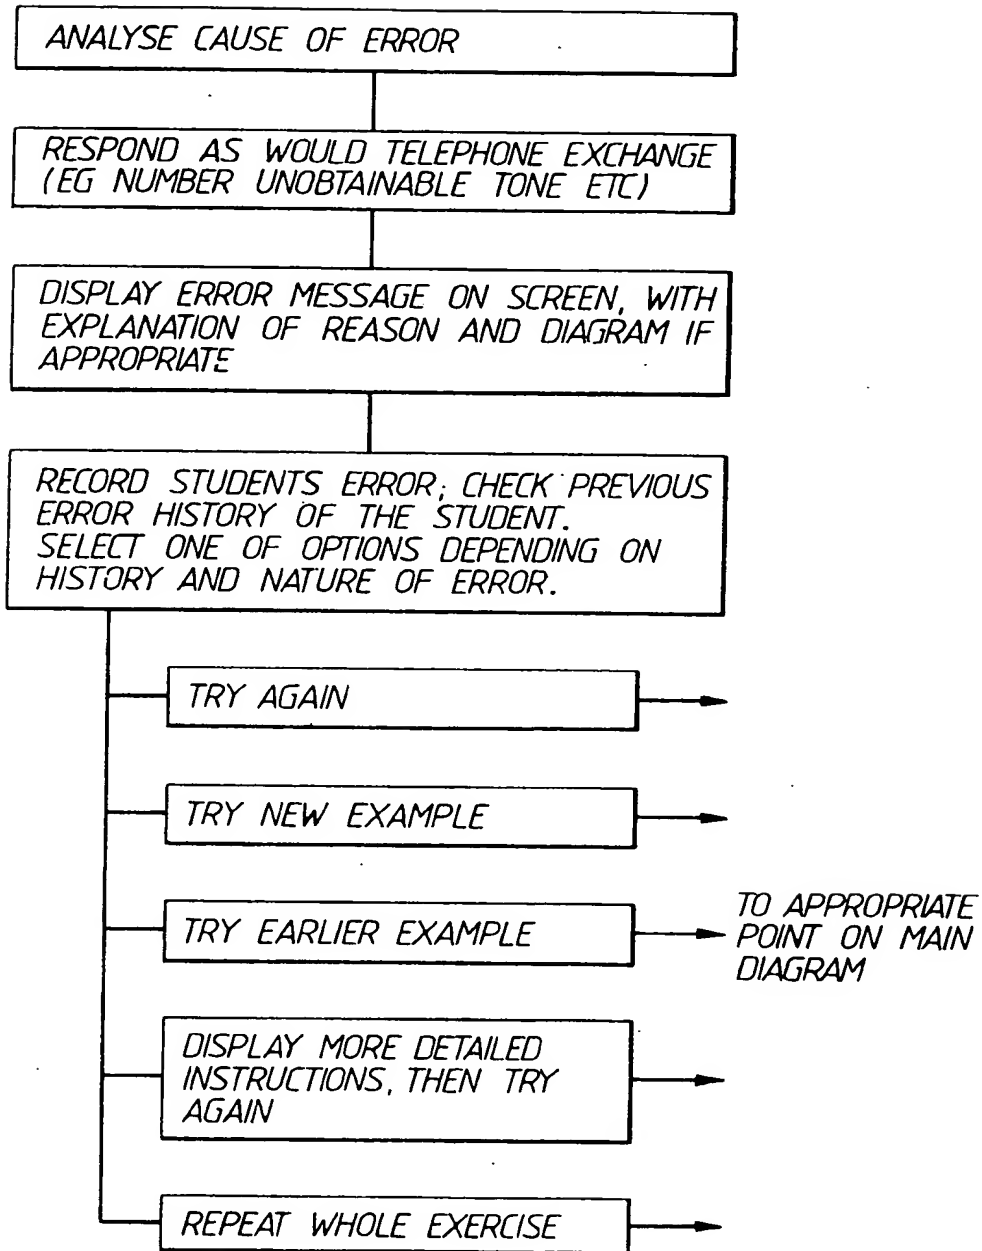 ANALYSE CAUSE OF ERROR
RESPOND AS WOULD TELEPHONE EXCHANGE
(EG NUMBER UNOBTAINABLE TONE ETC)
DISPLAY ERROR MESSAGE ON SCREEN, WITH
EXPLANATION OF REASON AND DIAGRAM IF
APPROPRIATE
RECORD STUDENTS ERROR; CHECK PREVIOUS
ERROR HISTORY OF THE STUDENT.
SELECT ONE OF OPTIONS DEPENDING ON
HISTORY AND NATURE OF ERROR.
TRY AGAIN
TRY NEW EXAMPLE
TRY EARLIER EXAMPLE
TO APPROPRIATE
POINT ON MAIN
DIAGRAM
DISPLAY MORE DETAILED
INSTRUCTIONS, THEN TRY
AGAIN
REPEAT WHOLE EXERCISE